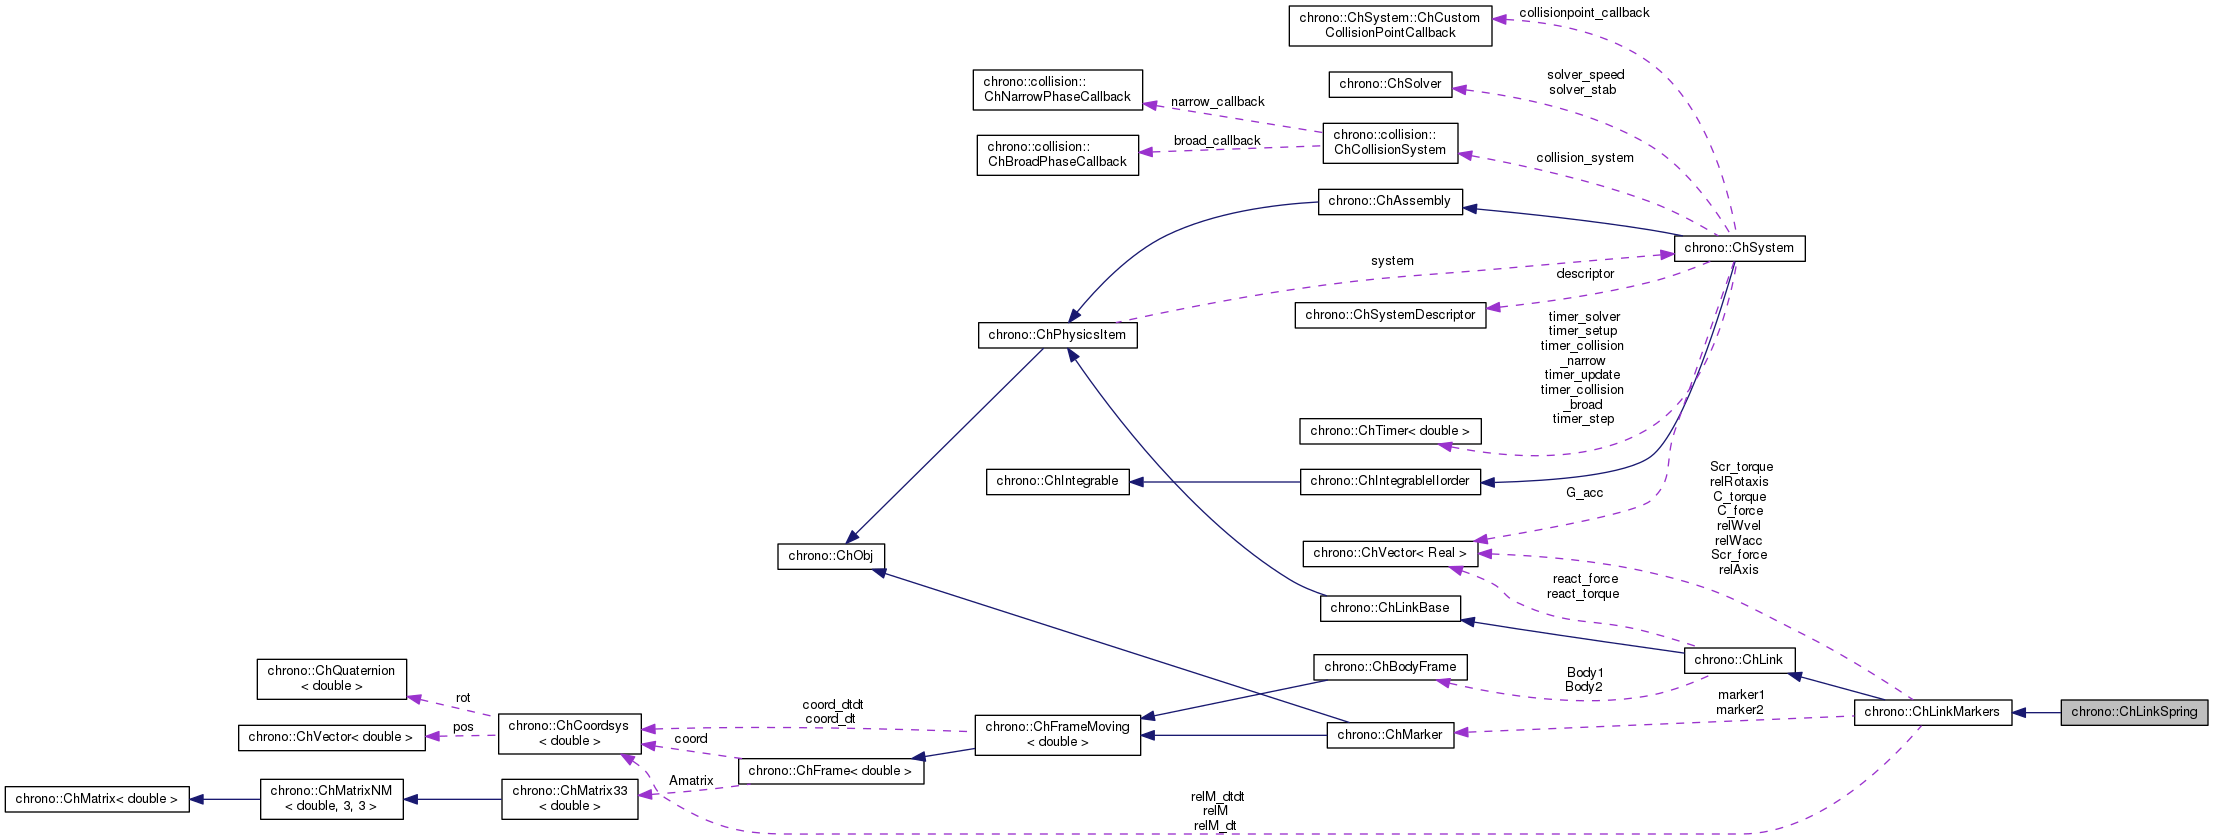 chrono::ChSystem::ChCustom
CollisionPointCallback
collisionpoint_callback
chrono::collision::
ChNarrowPhaseCallback
narrow_callback
chrono::ChSolver
solver_speed
solver_stab
chrono::collision::
ChBroadPhaseCallback
broad_callback
chrono::collision::
ChCollisionSystem
collision_system
chrono::ChAssembly
chrono::ChSystem
system
descriptor
chrono::ChSystemDescriptor
chrono::ChPhysicsItem
timer_solver
timer_setup
timer_collision
_narrow
timer_update
timer_collision
_broad
timer_step
chrono::ChTimer< double >
chrono::ChIntegrable
chrono::ChIntegrableIIorder
G_acc
Scr_torque
relRotaxis
C_torque
C_force
relWvel
relWacc
Scr_force
relAxis
chrono::ChObj
chrono::ChVector< Real >
react_force
react_torque
chrono::ChLinkBase
chrono::ChQuaternion
< double >
rot
chrono::ChBodyFrame
Body1
Body2
chrono::ChLink
marker1
marker2
chrono::ChVector< double >
pos
chrono::ChCoordsys
< double >
coord_dtdt
coord_dt
coord
chrono::ChFrameMoving
< double >
chrono::ChMarker
chrono::ChLinkMarkers
chrono::ChLinkSpring
chrono::ChFrame< double >
Amatrix
chrono::ChMatrix< double >
chrono::ChMatrixNM
< double, 3, 3 >
chrono::ChMatrix33
< double >
relM_dtdt
relM
relM_dt